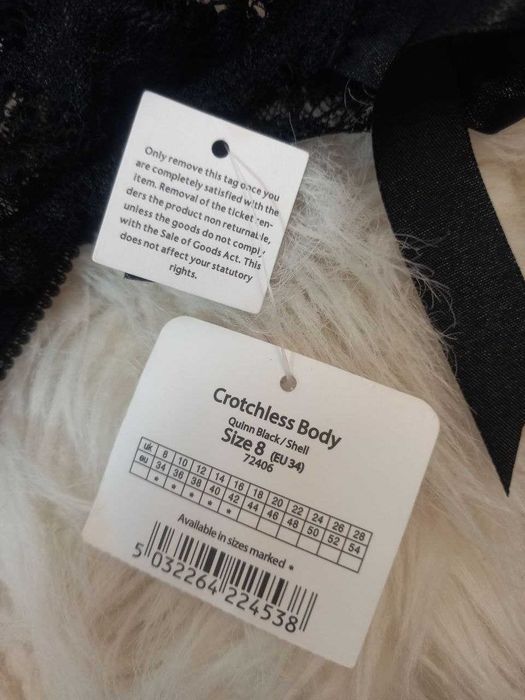 Only remove this tag once you
are completely satisfied with the
item. Removal of the ticket ren-
ders the product non returnable,
unless the goods do not comply
with the Sale of Goods Act. This
does not affect your statutory
rights.
Crotchless Body
Quinn Black/Shell
Size 8 (EU 34)
72406
uk 8 10 12 14 16 18 20 22 24 26 28
eu 34 36 38 40 42 44 46 48 50 52 54
* * * * *
Available in sizes marked *
5 032264 224538